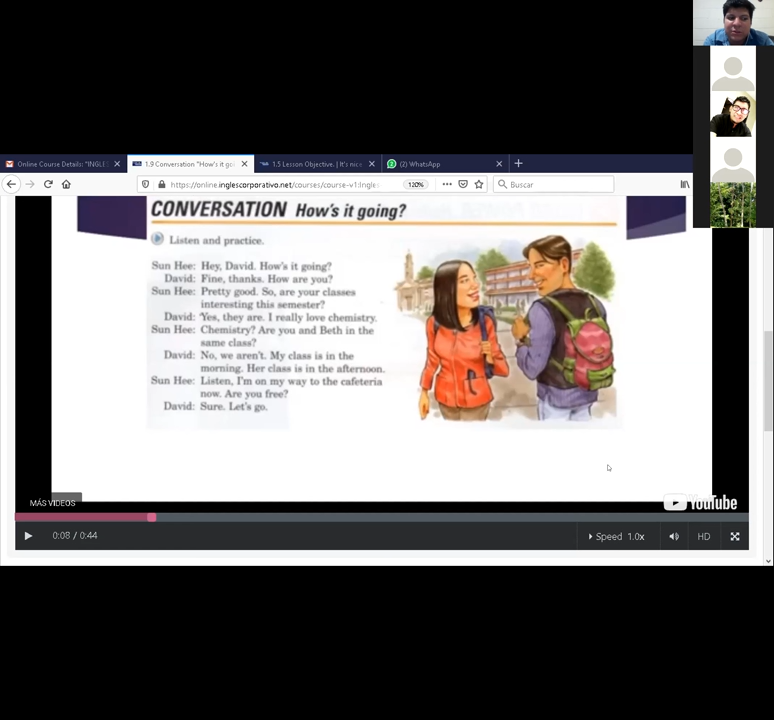 Online Course Details: "INGLE
1.9 Conversation "How's it go
1.5 Lesson Objective. | It's nice
(2) WhatsApp
https://online.inglescorporativo.net/courses/course-v1:Ingles
120%
Buscar
CONVERSATION How's it going?
Listen and practice.
Sun Hee: Hey, David. How's it going?
David: Fine, thanks. How are you?
Sun Hee: Pretty good. So, are your classes
interesting this semester?
David: Yes, they are. I really love chemistry.
Sun Hee: Chemistry? Are you and Beth in the
same class?
David: No, we aren't. My class is in the
morning. Her class is in the afternoon.
Sun Hee: Listen, I'm on my way to the cafeteria
now. Are you free?
David: Sure. Let's go.
MÁS VIDEOS
YouTube
0:08 / 0:44
Speed 1.0x
HD